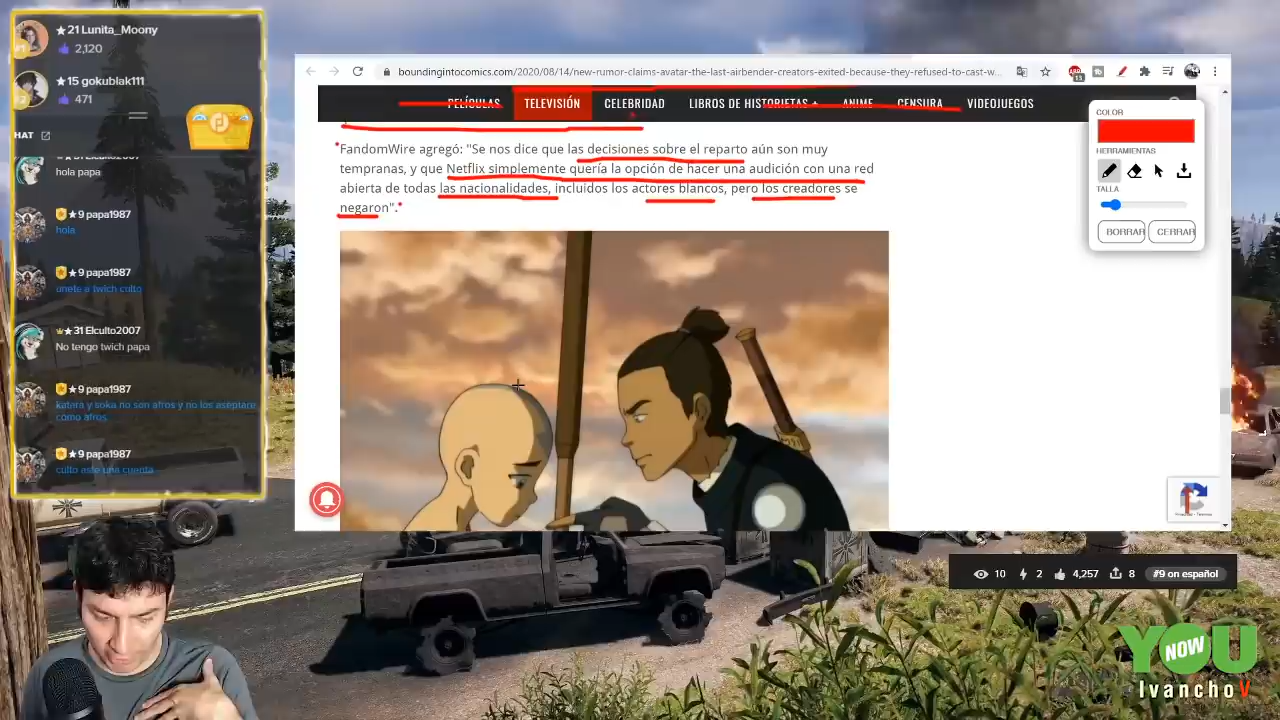 ★21 Lunita_Moony
#1
2,120
★15 gokublak111
471
HAT
31 Elculto2007
hola papa
★ 9 papa1987
hola
★ 9 papa1987
unete a twich culto
★31 Elculto2007
No tengo twich papa
★ 9 papa1987
katara y soka no son afros y no los aseptare
como afros
★ 9 papa1987
culto aste una cuenta
boundingintocomics.com/2020/08/14/new-rumor-claims-avatar-the-last-airbender-creators-exited-because-they-refused-to-cast-w...
PELÍCULAS TELEVISIÓN CELEBRIDAD LIBROS DE HISTORIETAS + ANIME CENSURA VIDEOJUEGOS
FandomWire agregó: "Se nos dice que las decisiones sobre el reparto aún son muy
tempranas, y que Netflix simplemente quería la opción de hacer una audición con una red
abierta de todas las nacionalidades, incluidos los actores blancos, pero los creadores se
negaron".
COLOR
HERRAMIENTAS
TALLA
BORRAR CERRAR
10 2 4,257 8 #9 on español
YOU
NOW
IvanchoV